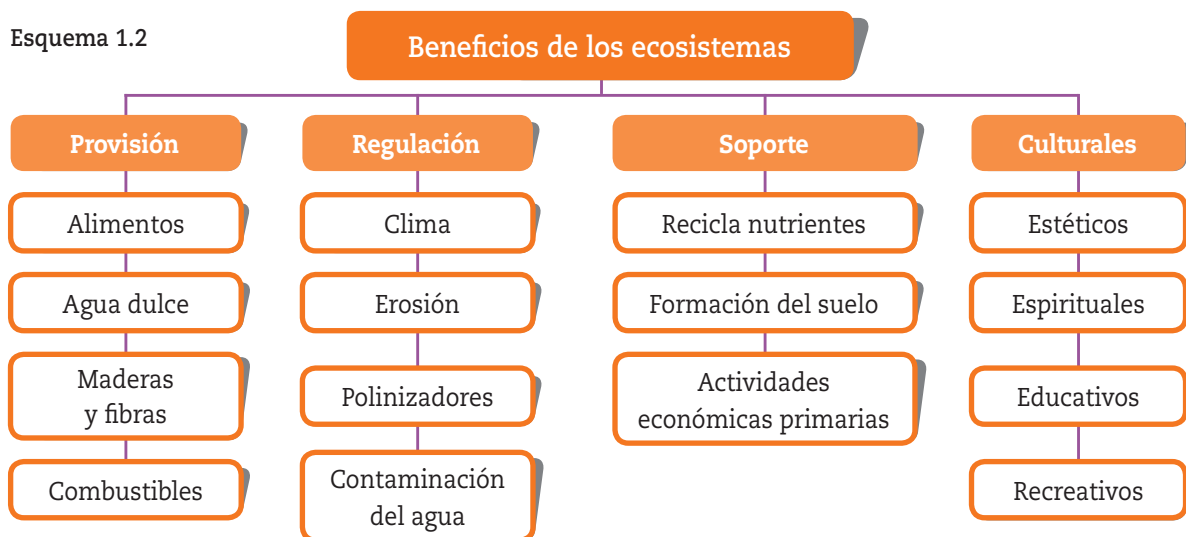 Esquema 1.2
Beneficios de los ecosistemas
Provisión
Alimentos
Agua dulce
Maderas
y fibras
Combustibles
Regulación
Clima
Erosión
Polinizadores
Contaminación
del agua
Soporte
Recicla nutrientes
Formación del suelo
Actividades
económicas primarias
Culturales
Estéticos
Espirituales
Educativos
Recreativos